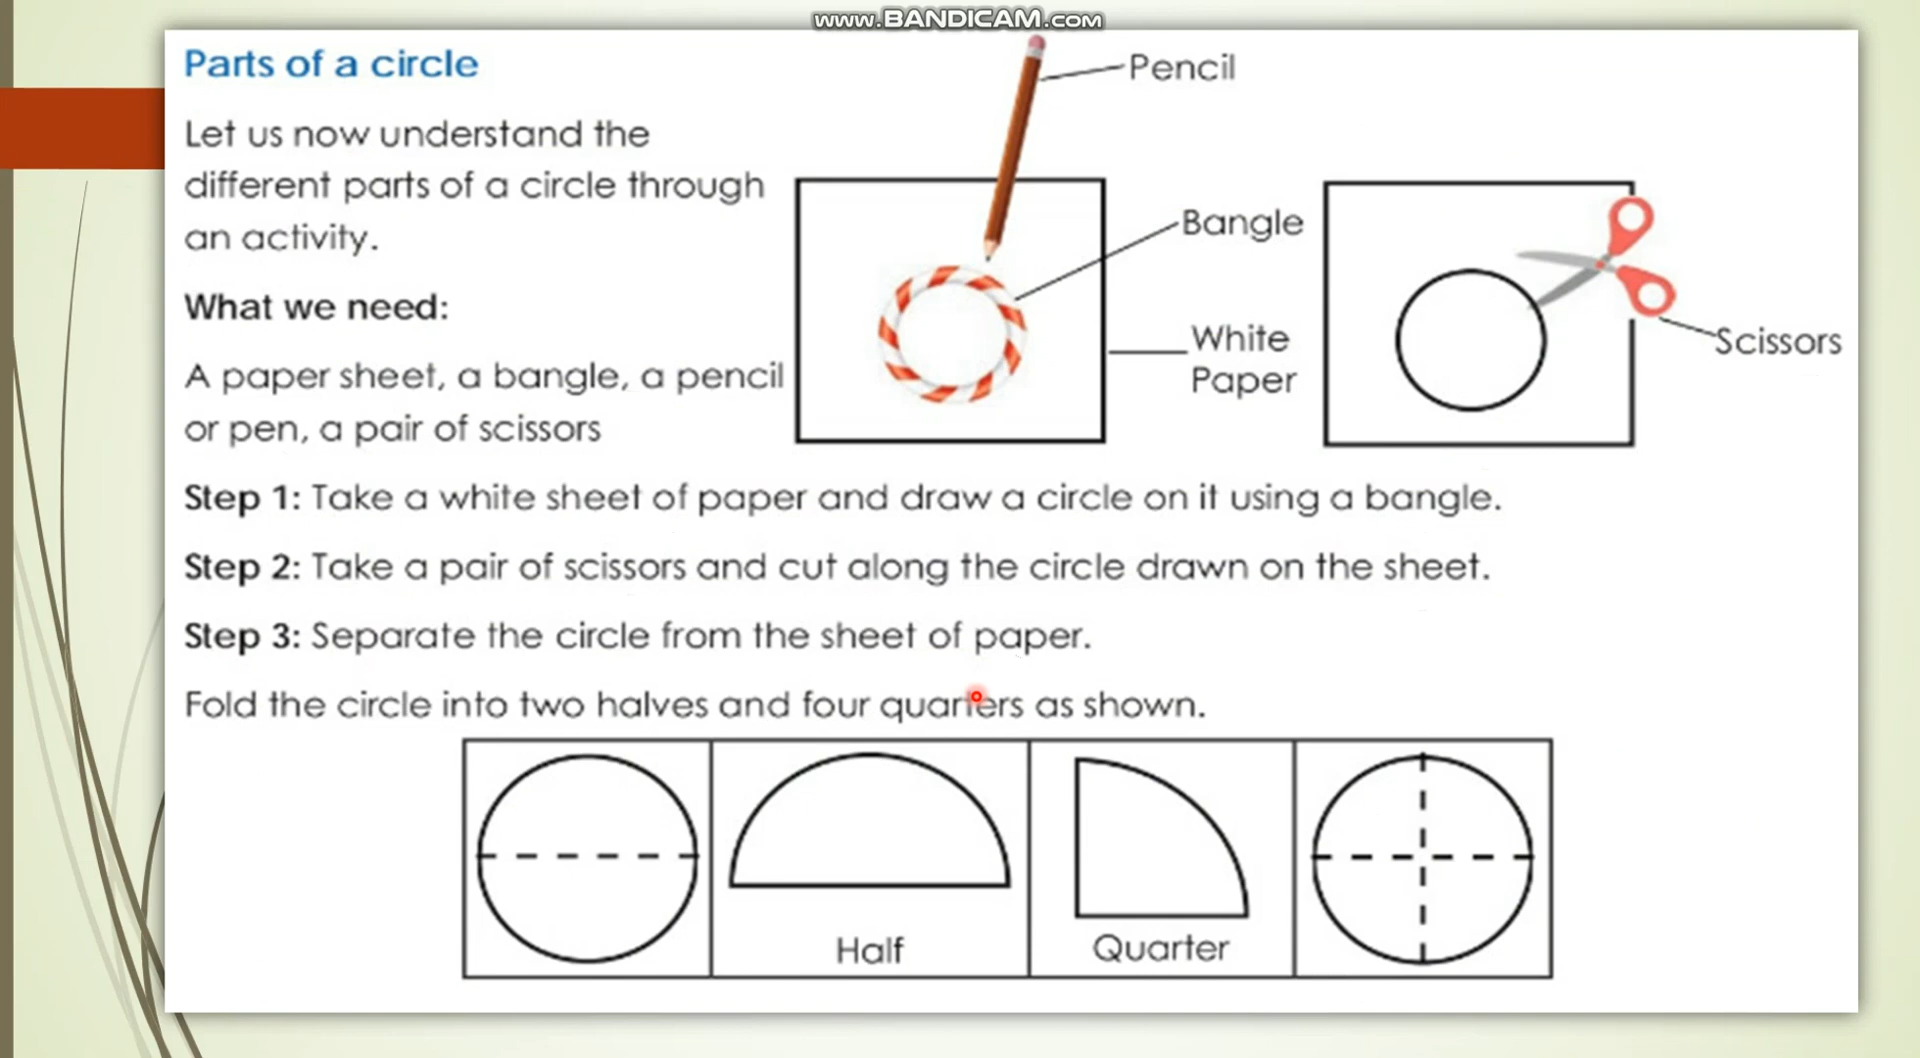 www.BANDICAM.com
Parts of a circle
Pencil
Let us now understand the
different parts of a circle through
an activity.
Bangle
What we need:
White
Paper
Scissors
A paper sheet, a bangle, a pencil
or pen, a pair of scissors
Step 1: Take a white sheet of paper and draw a circle on it using a bangle.
Step 2: Take a pair of scissors and cut along the circle drawn on the sheet.
Step 3: Separate the circle from the sheet of paper.
Fold the circle into two halves and four quarters as shown.
Half
Quarter